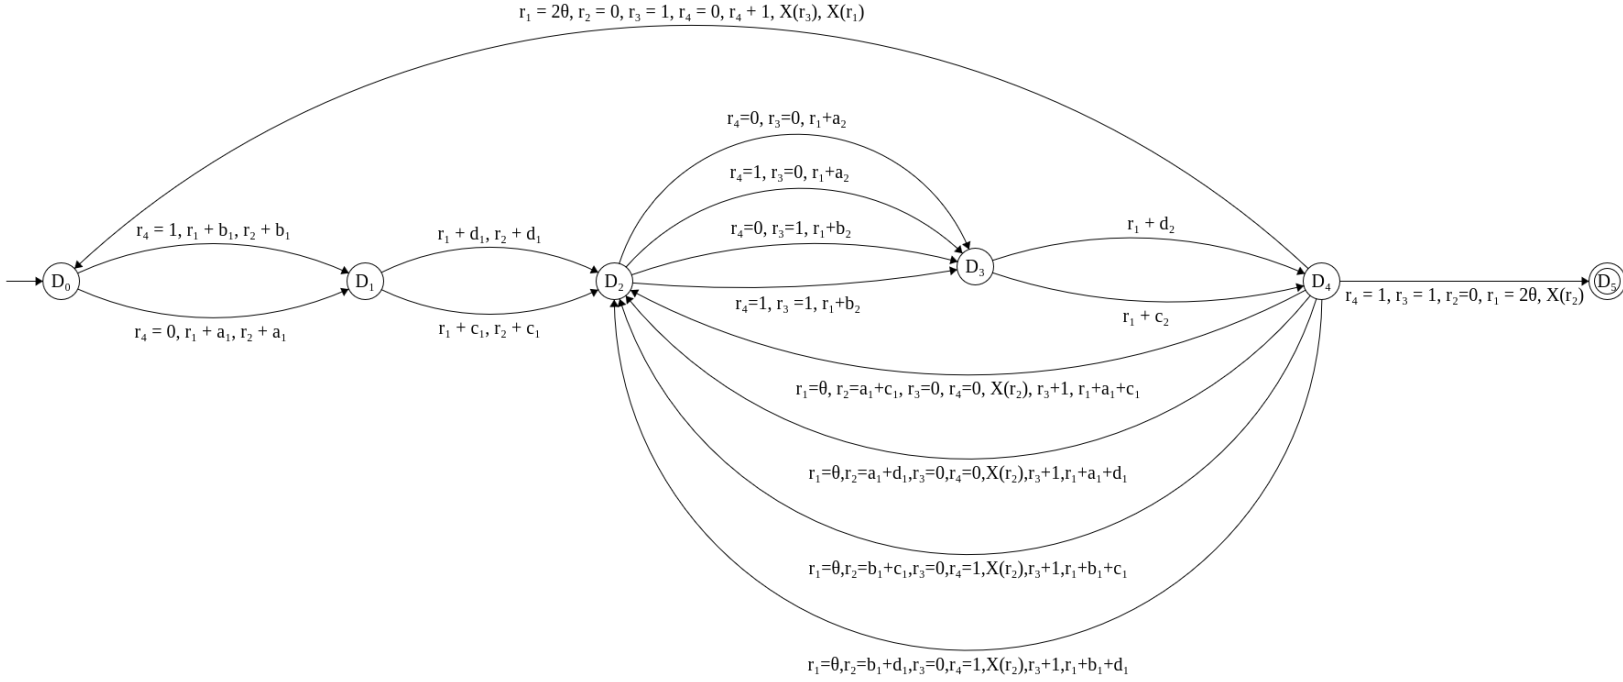 r₁ = 2θ, r₂ = 0, r₃ = 1, r₄ = 0, r₄ + 1, X(r₃), X(r₁)
r₄=0, r₃=0, r₁+a₂
r₄=1, r₃=0, r₁+a₂
r₄=0, r₃=1, r₁+b₂
r₄=1, r₃ =1, r₁+b₂
r₄ = 1, r₁ + b₁, r₂ + b₁
r₄ = 0, r₁ + a₁, r₂ + a₁
r₁ + d₁, r₂ + d₁
r₁ + c₁, r₂ + c₁
r₁ + d₂
r₁ + c₂
D₀
D₁
D₂
D₃
D₄
D₅
r₄ = 1, r₃ = 1, r₂=0, r₁ = 2θ, X(r₂)
r₁=θ, r₂=a₁+c₁, r₃=0, r₄=0, X(r₂), r₃+1, r₁+a₁+c₁
r₁=θ,r₂=a₁+d₁,r₃=0,r₄=0,X(r₂),r₃+1,r₁+a₁+d₁
r₁=θ,r₂=b₁+c₁,r₃=0,r₄=1,X(r₂),r₃+1,r₁+b₁+c₁
r₁=θ,r₂=b₁+d₁,r₃=0,r₄=1,X(r₂),r₃+1,r₁+b₁+d₁